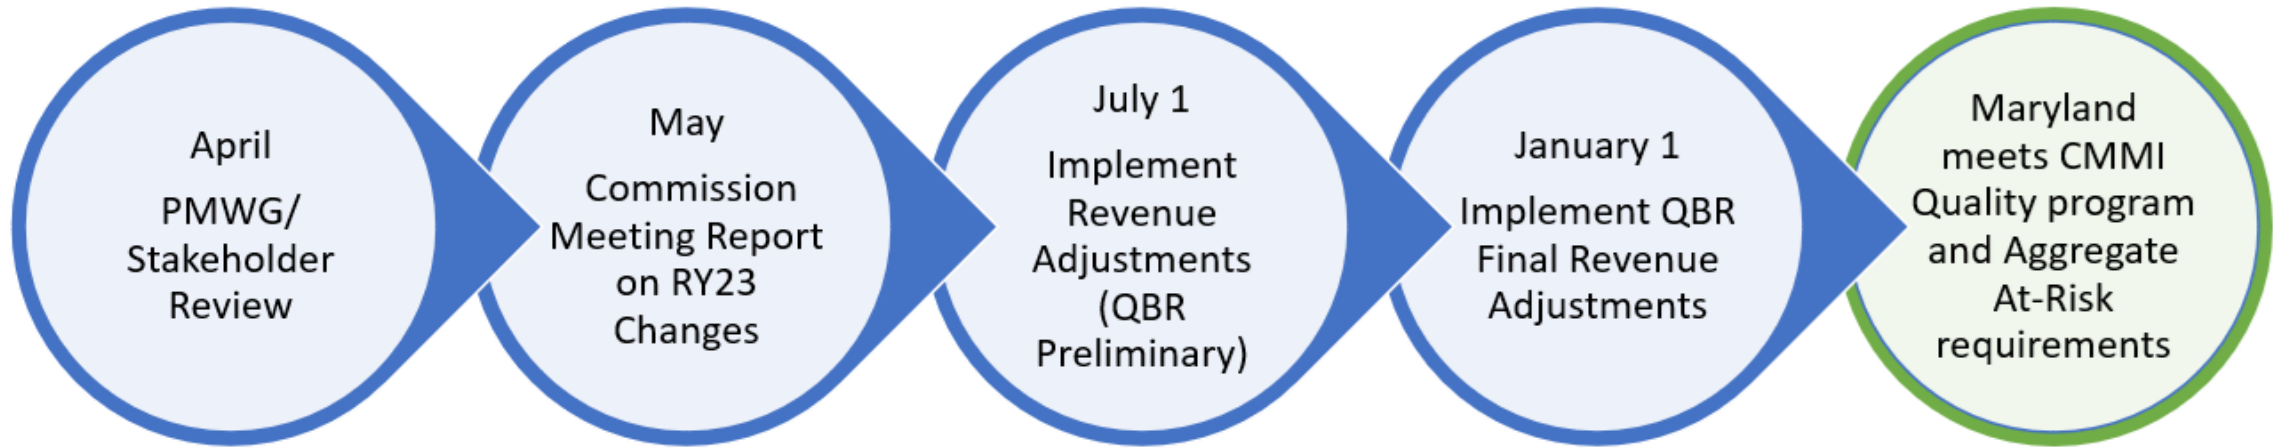 April
PMWG/
Stakeholder
Review
May
Commission
Meeting Report
on RY23
Changes
July 1
Implement
Revenue
Adjustments
(QBR
Preliminary)
January 1
Implement QBR
Final Revenue
Adjustments
Maryland
meets CMMI
Quality program
and Aggregate
At-Risk
requirements